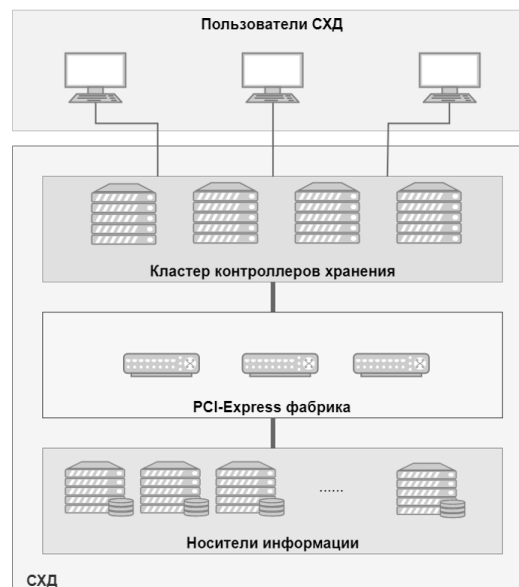 Пользователи СХД
Кластер контроллеров хранения
PCI-Express фабрика
......
Носители информации
СХД